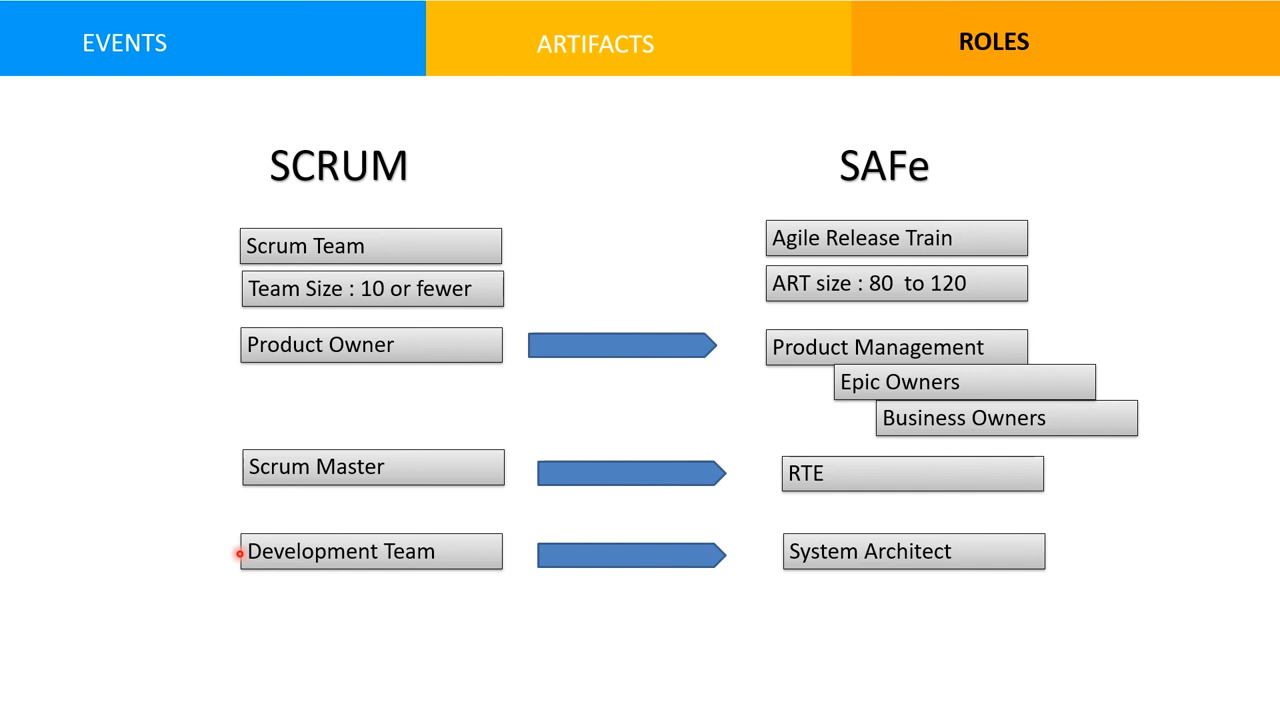 EVENTS
ARTIFACTS
ROLES
SCRUM
SAFe
Scrum Team
Agile Release Train
Team Size : 10 or fewer
ART size : 80  to 120
Product Owner
Product Management
Epic Owners
Business Owners
Scrum Master
RTE
Development Team
System Architect